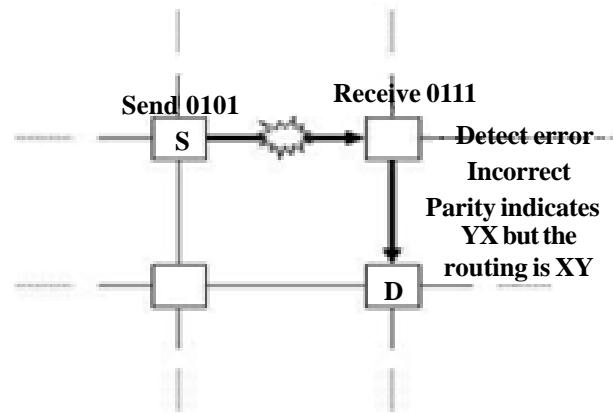 Send 0101
Receive 0111
S
Detect error
Incorrect
Parity indicates
YX but the
routing is XY
D